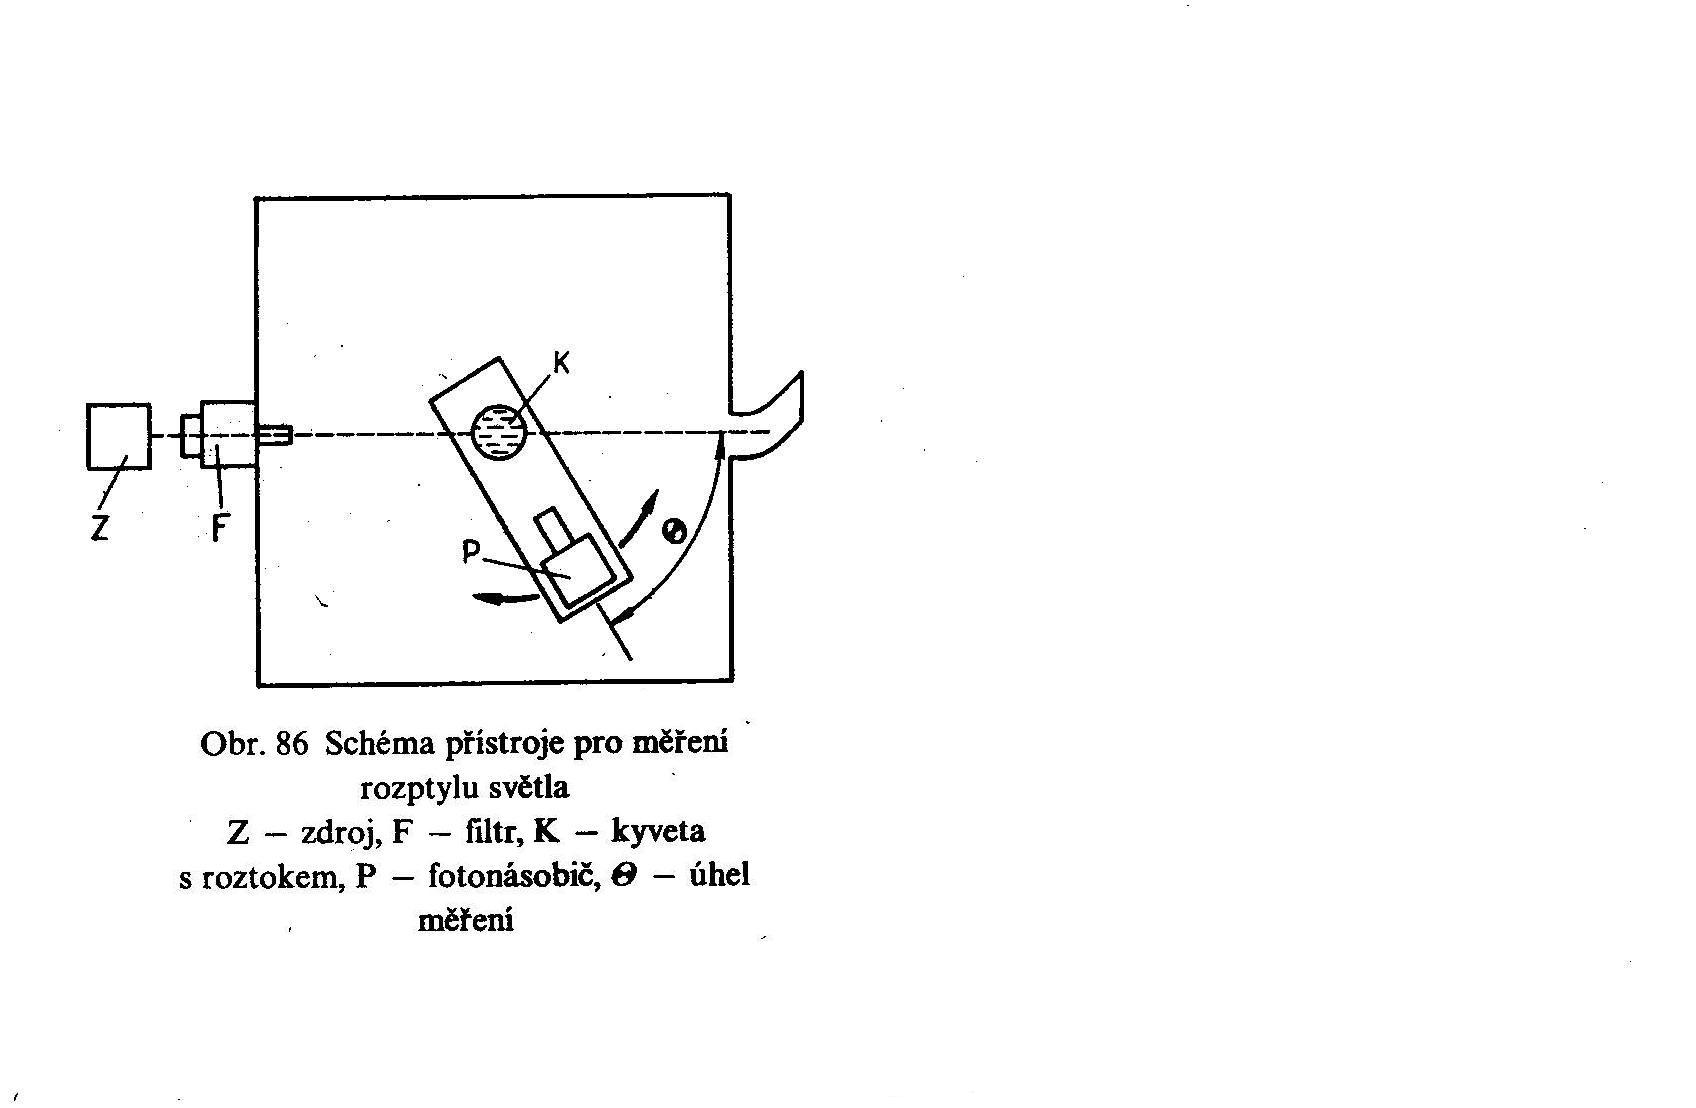 K
Z
F
P
Θ
Obr. 86 Schéma přístroje pro měření
rozptylu světla
Z — zdroj, F — filtr, K — kyveta
s roztokem, P — fotonásobič, Θ — úhel
měření